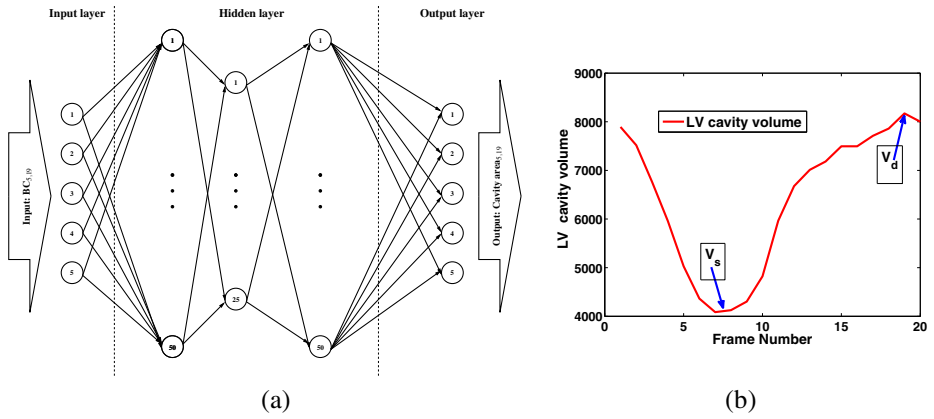 Input layer
Hidden layer
Output layer
Input: BC5,19
1
2
3
4
5
1
50
1
25
1
50
1
2
3
4
5
Output: Cavity area5,19
(a)
LV cavity volume
9000
8000
7000
6000
5000
4000
LV cavity volume
Vd
Vs
0
5
10
15
20
Frame Number
(b)